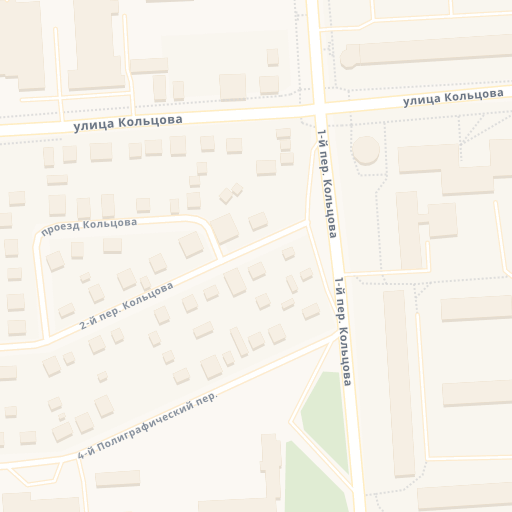 улица Кольцова
улица Кольцова
1-й пер. Кольцова
проезд Кольцова
2-й пер. Кольцова
1-й пер. Кольцова
4-й Полиграфический пер.